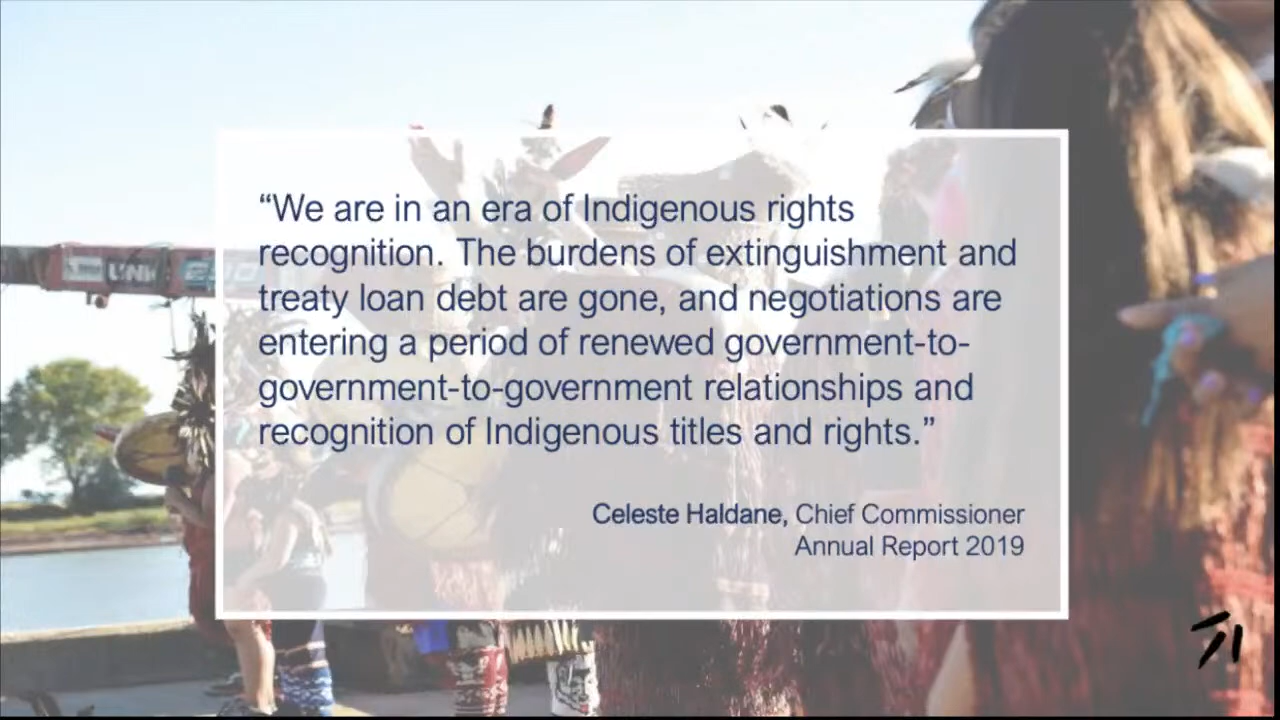 “We are in an era of Indigenous rights
recognition. The burdens of extinguishment and
treaty loan debt are gone, and negotiations are
entering a period of renewed government-to-
government-to-government relationships and
recognition of Indigenous titles and rights.”
Celeste Haldane, Chief Commissioner
Annual Report 2019